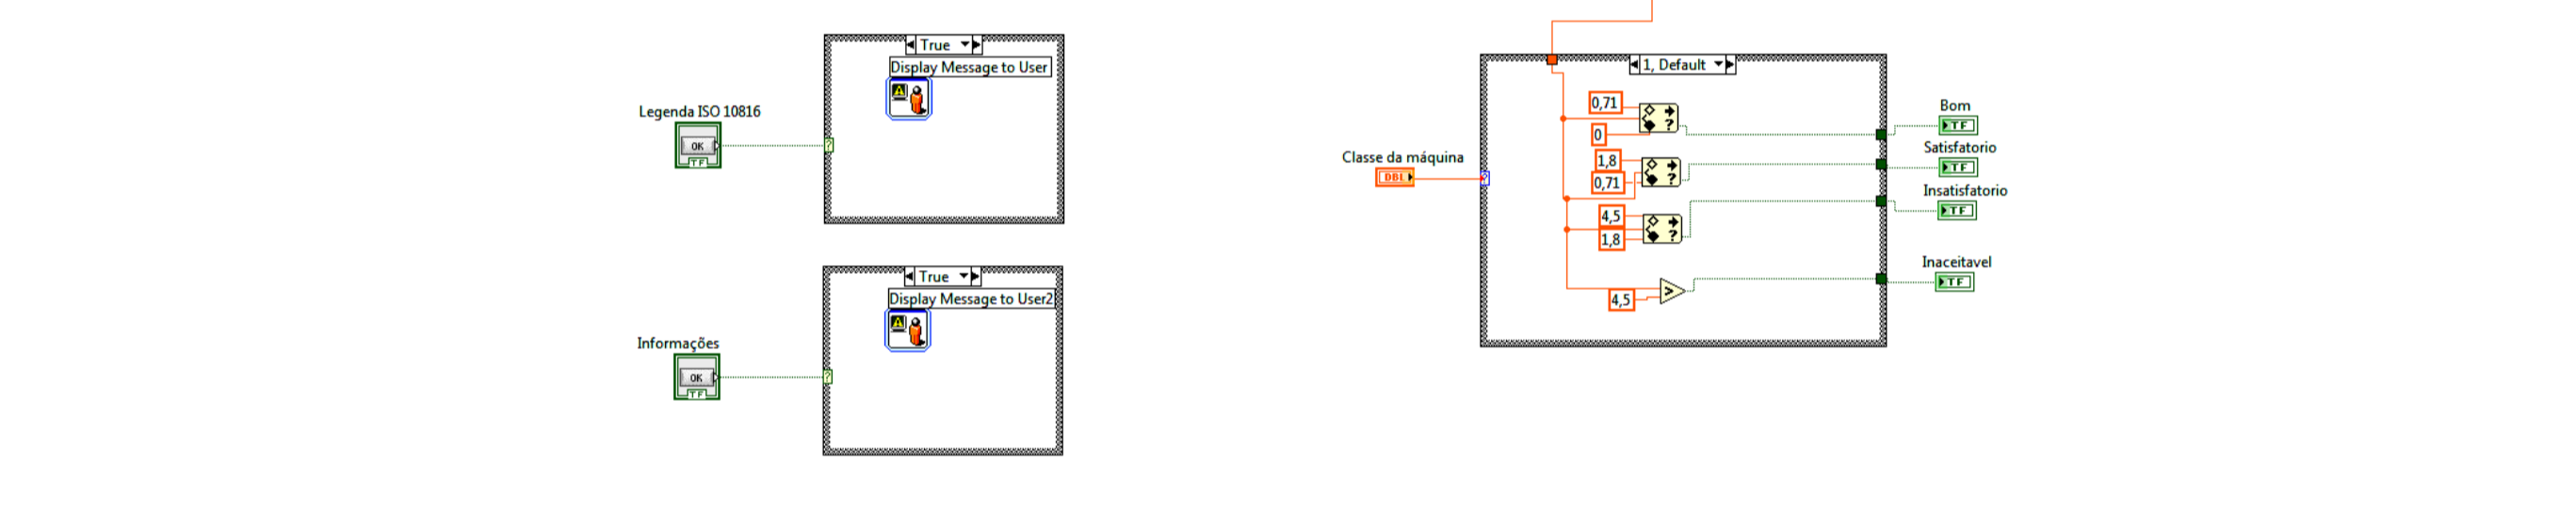 True
Display Message to User
Legenda ISO 10816
OK
TF
?
True
Display Message to User2
Informações
OK
TF
?
1, Default
Classe da máquina
DBL
?
0,71
0
?
1,8
0,71
?
4,5
1,8
?
4,5
>
Bom
TF
Satisfatorio
TF
Insatisfatorio
TF
Inaceitavel
TF